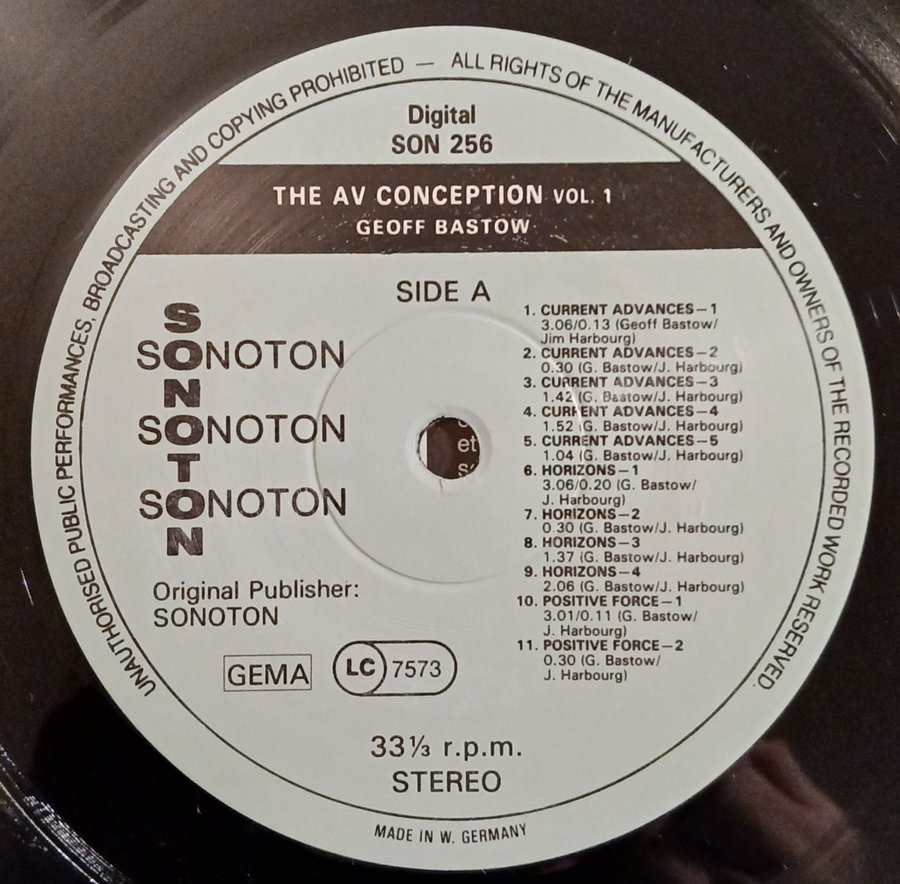 UNAUTHORISED PUBLIC PERFORMANCES, BROADCASTING AND COPYING PROHIBITED — ALL RIGHTS OF THE MANUFACTURERS AND OWNERS OF THE RECORDED WORK RESERVED.
Digital
SON 256
THE AV CONCEPTION VOL. 1
GEOFF BASTOW
SIDE A
SONOTON
SONOTON
SONOTON
SONOTON
Original Publisher:
SONOTON
GEMA
LC 7573
1. CURRENT ADVANCES—1
3.06/0.13 (Geoff Bastow/
Jim Harbourg)
2. CURRENT ADVANCES—2
0.30 (G. Bastow/J. Harbourg)
3. CURRENT ADVANCES—3
1.42 (G. Bastow/J. Harbourg)
4. CURRENT ADVANCES—4
1.52 (G. Bastow/J. Harbourg)
5. CURRENT ADVANCES—5
1.04 (G. Bastow/J. Harbourg)
6. HORIZONS—1
3.06/0.20 (G. Bastow/
J. Harbourg)
7. HORIZONS—2
0.30 (G. Bastow/J. Harbourg)
8. HORIZONS—3
1.37 (G. Bastow/J. Harbourg)
9. HORIZONS—4
2.06 (G. Bastow/J. Harbourg)
10. POSITIVE FORCE—1
3.01/0.11 (G. Bastow/
J. Harbourg)
11. POSITIVE FORCE—2
0.30 (G. Bastow/
J. Harbourg)
33⅓ r.p.m.
STEREO
MADE IN W. GERMANY
et